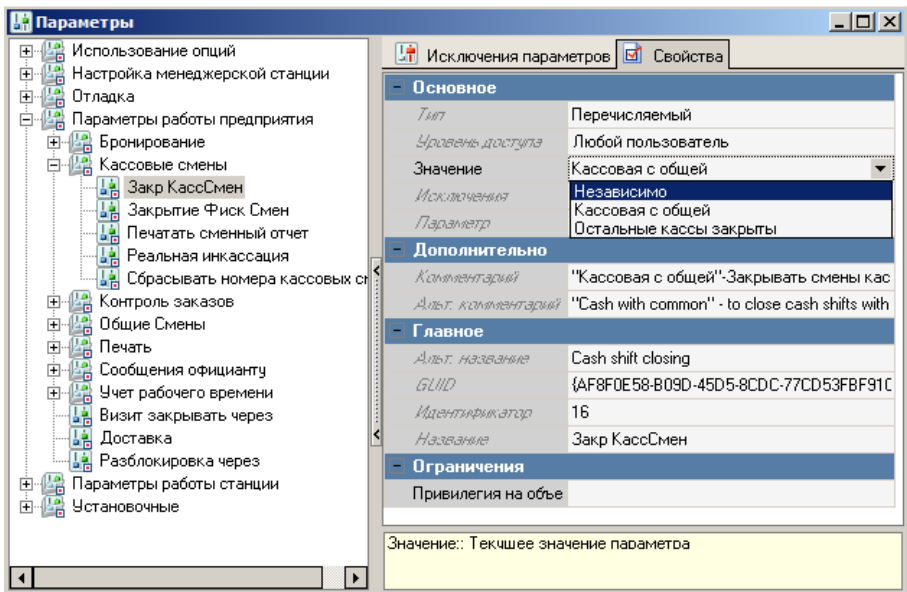 Параметры
Использование опций
Настройка менеджерской станции
Отладка
Параметры работы предприятия
Бронирование
Кассовые смены
Закр КассСмен
Закрытие Фиск Смен
Печатать сменный отчет
Реальная инкассация
Сбрасывать номера кассовых см
Контроль заказов
Общие Смены
Печать
Сообщения официанту
Учет рабочего времени
Визит закрывать через
Доставка
Разблокировка через
Параметры работы станции
Установочные
Исключения параметров Свойства
Основное
Тип Перечисляемый
Уровень доступа Любой пользователь
Значение Кассовая с общей
Исключения Независимо
Параметр Кассовая с общей
Остальные кассы закрыты
Дополнительно
Комментарий "Кассовая с общей"-Закрывать смены кас
Альт. комментарий "Cash with common" - to close cash shifts with
Главное
Альт. название Cash shift closing
GUID {AF8F0E58-B09D-45D5-8CDC-77CD53FBF91C
Идентификатор 16
Название Закр КассСмен
Ограничения
Привилегия на объе
Значение:: Текущее значение параметра